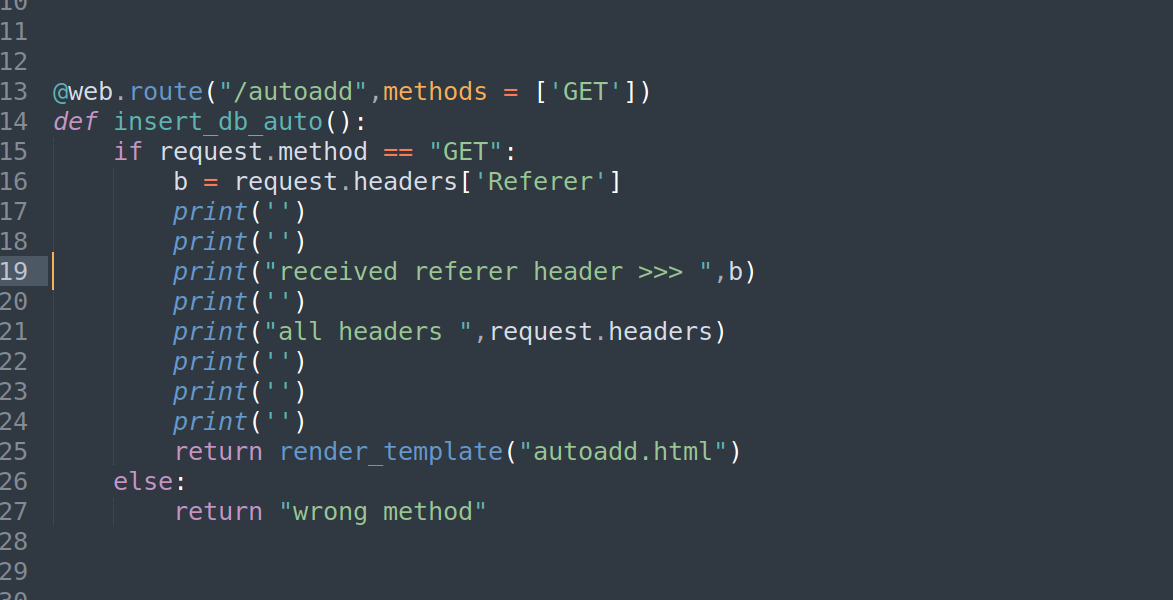 10
11
12
13 @web.route("/autoadd",methods = ['GET'])
14 def insert_db_auto():
15     if request.method == "GET":
16         b = request.headers['Referer']
17         print('')
18         print('')
19         print("received referer header >>> ",b)
20         print('')
21         print("all headers ",request.headers)
22         print('')
23         print('')
24         print('')
25         return render_template("autoadd.html")
26     else:
27         return "wrong method"
28
29
30